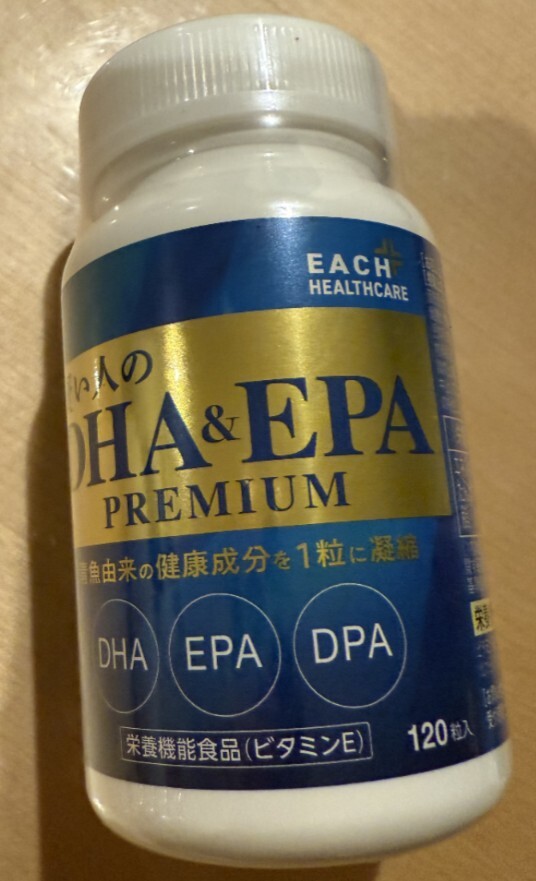 EACH
HEALTHCARE
い人の
DHA&EPA
PREMIUM
青魚由来の健康成分を1粒に凝縮
DHA
EPA
DPA
栄養機能食品(ビタミンE)
120粒入